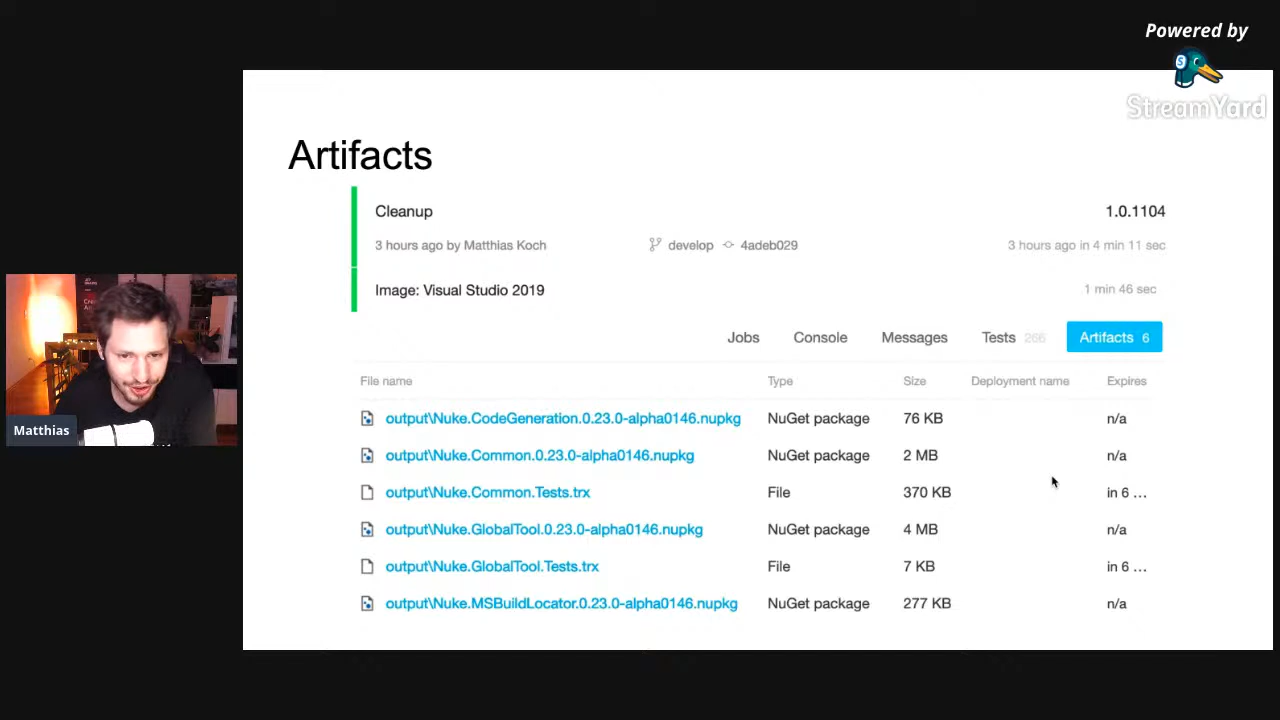 Powered by
StreamYard
Artifacts
Cleanup 1.0.1104
3 hours ago by Matthias Koch develop 4adeb029 3 hours ago in 4 min 11 sec
Image: Visual Studio 2019 1 min 46 sec
Jobs Console Messages Tests 266 Artifacts 6
File name Type Size Deployment name Expires
output\Nuke.CodeGeneration.0.23.0-alpha0146.nupkg NuGet package 76 KB n/a
output\Nuke.Common.0.23.0-alpha0146.nupkg NuGet package 2 MB n/a
output\Nuke.Common.Tests.trx File 370 KB in 6 ...
output\Nuke.GlobalTool.0.23.0-alpha0146.nupkg NuGet package 4 MB n/a
output\Nuke.GlobalTool.Tests.trx File 7 KB in 6 ...
output\Nuke.MSBuildLocator.0.23.0-alpha0146.nupkg NuGet package 277 KB n/a
Matthias